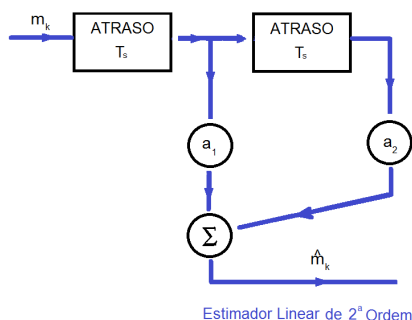 m_k
ATRASO
T_s
ATRASO
T_s
a_1
a_2
Σ
m̂_k
Estimador Linear de 2ª Ordem